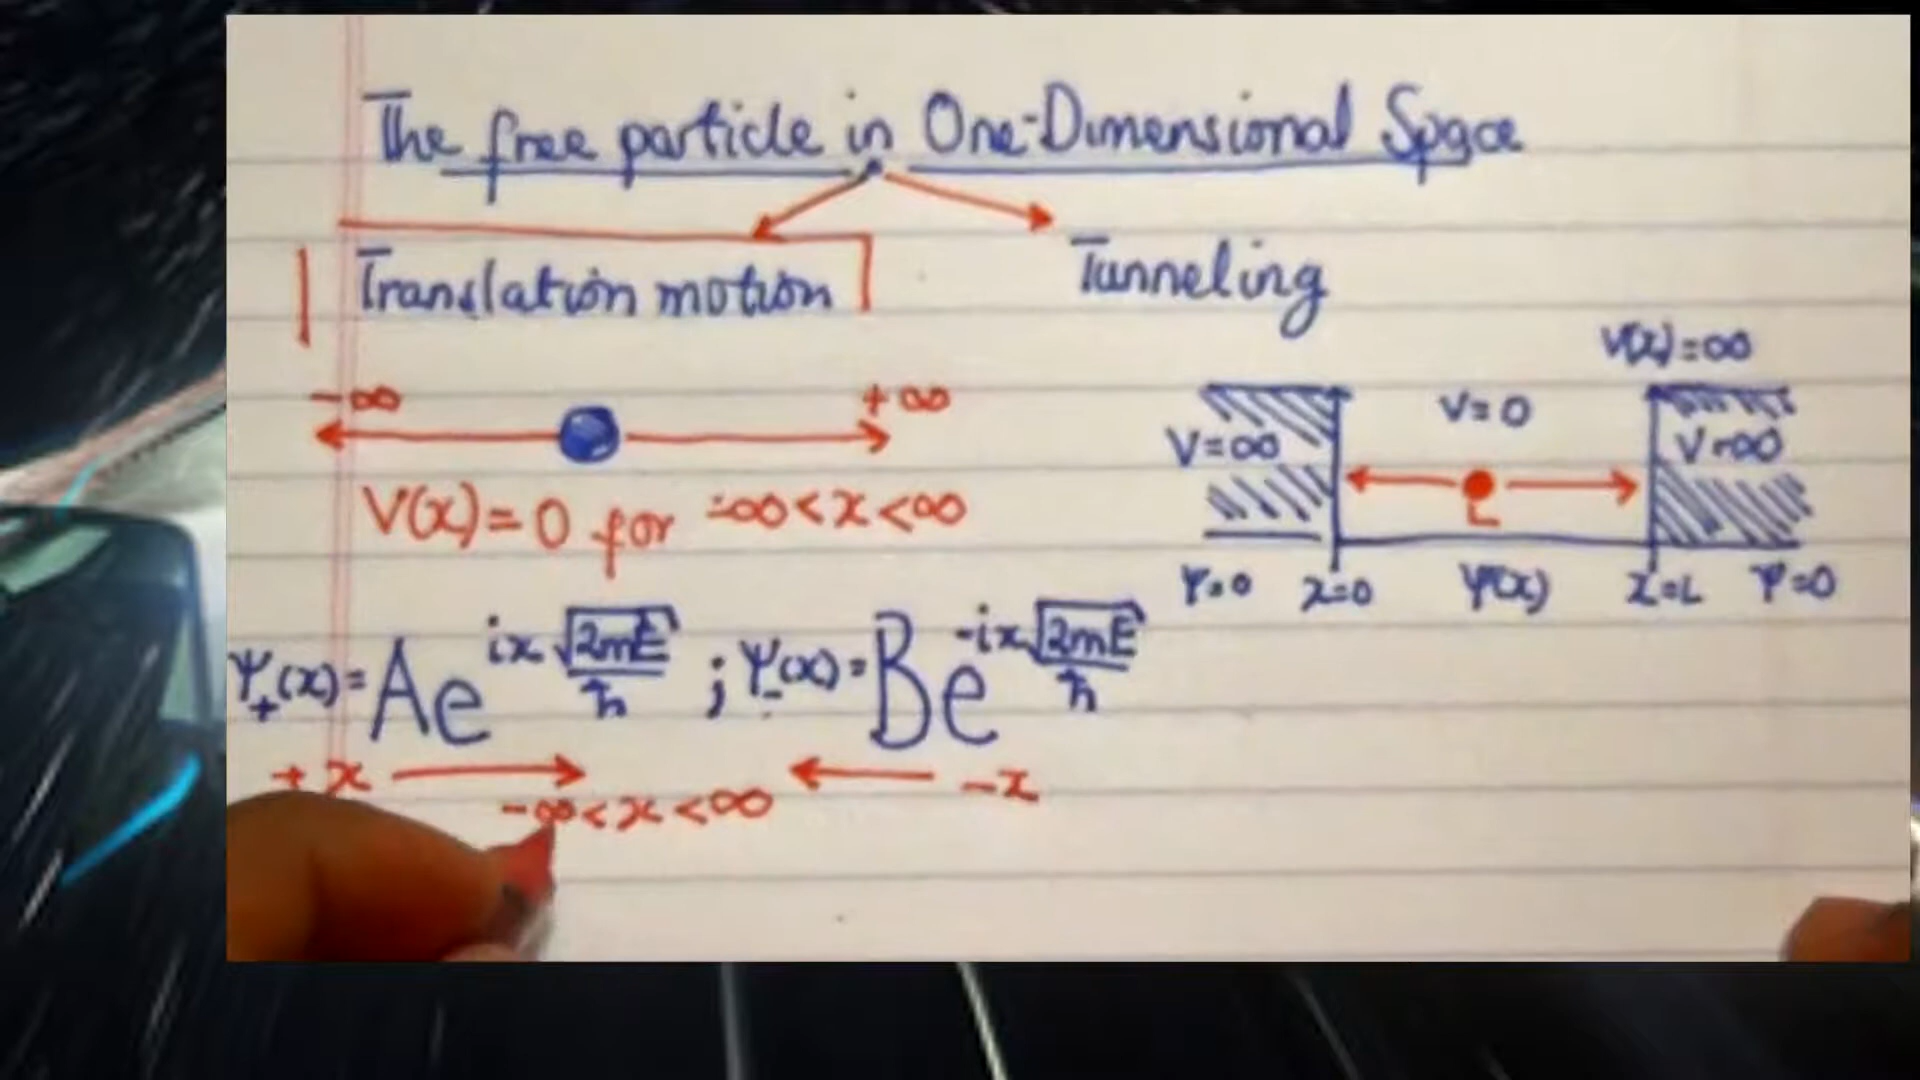 The free particle in One-Dimensional Space
Translation motion
Tunneling
-∞ +∞
V(x)=0 for -∞<x<∞
V(x)=∞
V=0
V=∞
V=∞
L
Ψ=0 x=0 Ψ(x) x=L Ψ=0
Ψ₊(x)=Ae^(ix√(2mE)/ħ) ; Ψ₋(x)=Be^(-ix√(2mE)/ħ)
+x → ← -x
-∞<x<∞